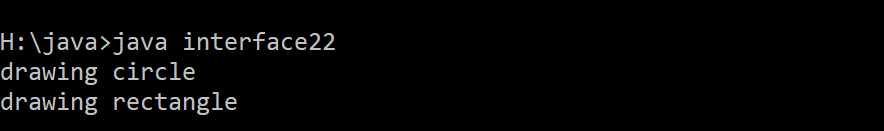 H:\java>java interface22
drawing circle
drawing rectangle